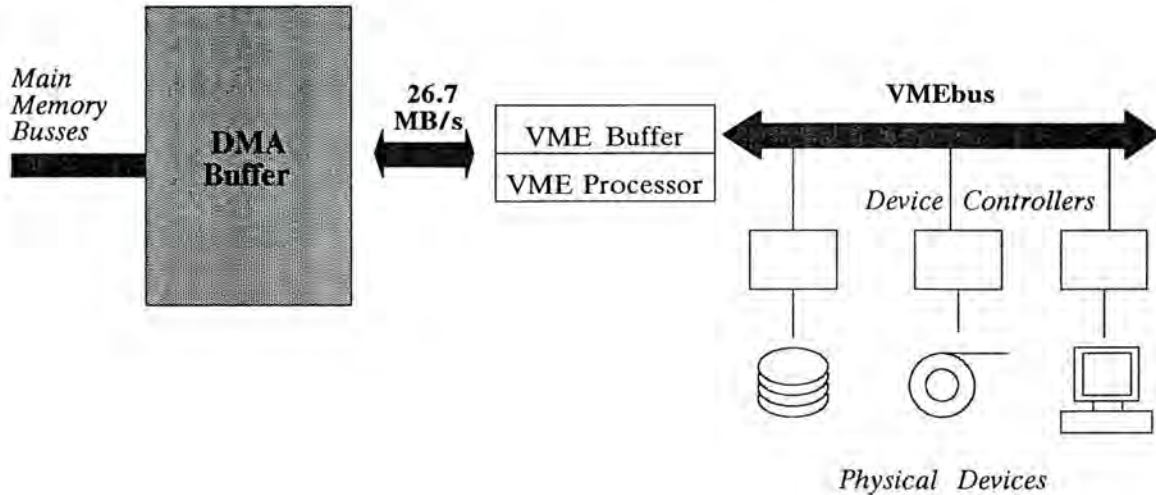 Main
Memory
Busses
DMA
Buffer
26.7
MB/s
VME Buffer
VME Processor
VMEbus
Device Controllers
Physical Devices